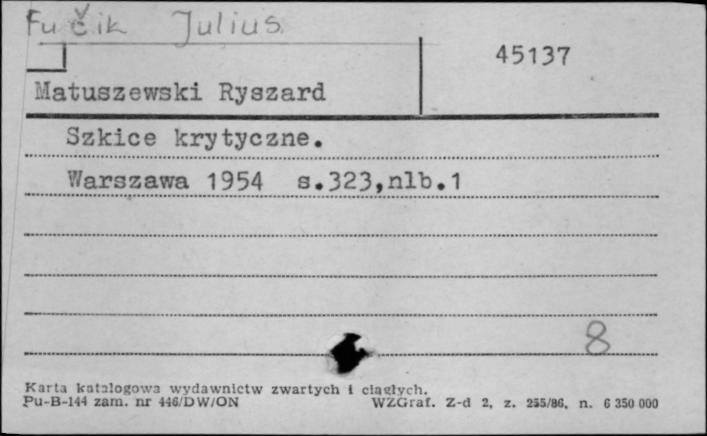 Fučik Julius.
45137
Matuszewski Ryszard
Szkice krytyczne.
Warszawa 1954 s.323,nlb.1
8
Karta katalogowa wydawnictw zwartych i ciągłych.
Pu-B-144 zam. nr 446/DW/ON WZGraf. Z-d 2, z. 255/86, n. 6 350 000